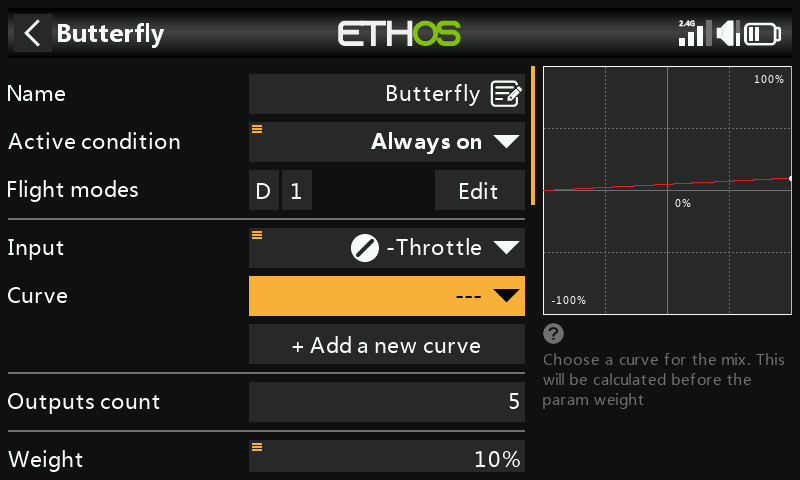 Butterfly
ETHOS
2.4G
Name
Butterfly
Active condition
Always on
Flight modes
D 1
Edit
Input
-Throttle
Curve
---
+ Add a new curve
Outputs count
5
Weight
10%
100%
0%
-100%
?
Choose a curve for the mix. This
will be calculated before the
param weight